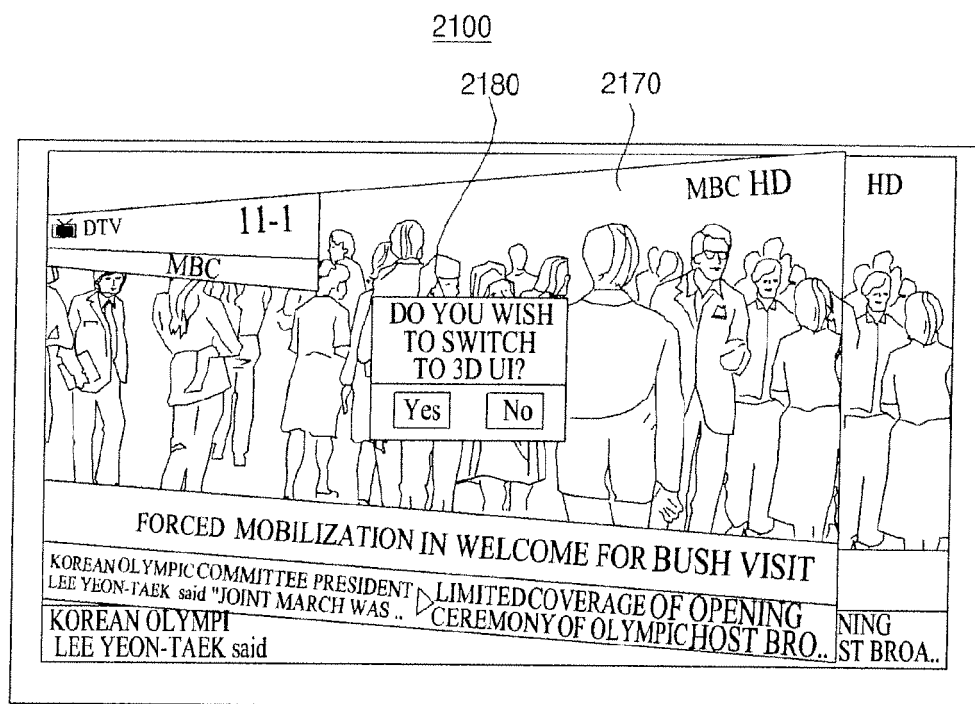 2100
2180
2170
MBC HD
HD
DTV
11-1
MBC
DO YOU WISH
TO SWITCH
TO 3D UI?
Yes
No
FORCED MOBILIZATION IN WELCOME FOR BUSH VISIT
KOREAN OLYMPIC COMMITTEE PRESIDENT
LEE YEON-TAEK said "JOINT MARCH WAS ..
LIMITED COVERAGE OF OPENING
CEREMONY OF OLYMPIC HOST BRO..
KOREAN OLYMPI
LEE YEON-TAEK said
NING
ST BROA..